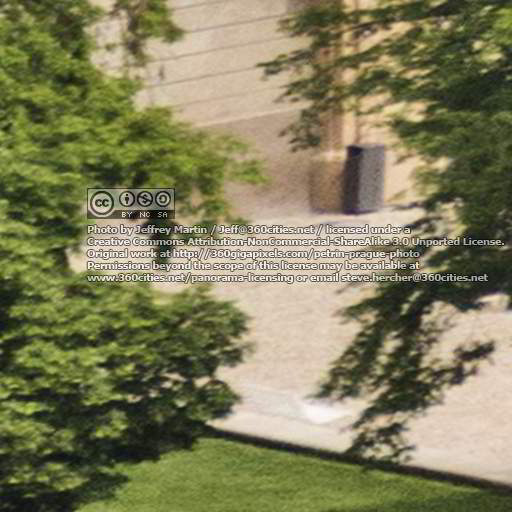 cc BY NC SA
Photo by Jeffrey Martin / Jeff@360cities.net / licensed under a
Creative Commons Attribution-NonCommercial-ShareAlike 3.0 Unported License.
Original work at http://360gigapixels.com/petrin-prague-photo
Permissions beyond the scope of this license may be available at
www.360cities.net/panorama-licensing or email steve.hercher@360cities.net